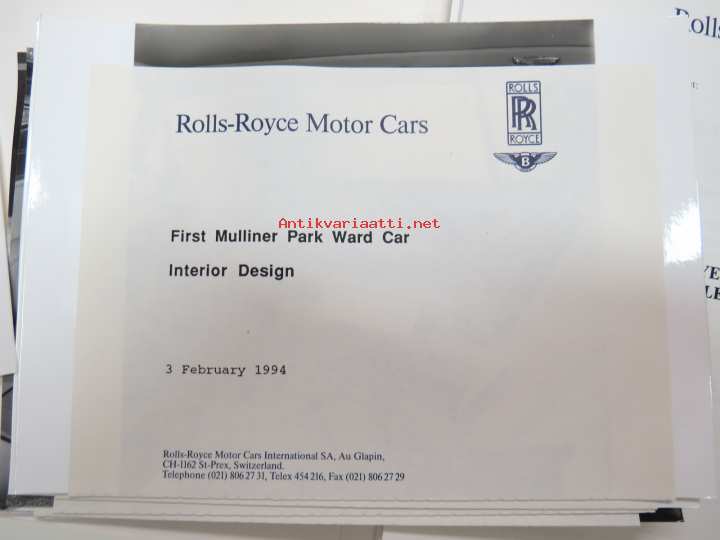 Rolls
ROLLS
RR
ROYCE
B
Rolls-Royce Motor Cars
Antikvariaatti.net
First Mulliner Park Ward Car
Interior Design
3 February 1994
Rolls-Royce Motor Cars International SA, Au Glapin,
CH-1162 St-Prex, Switzerland.
Telephone (021) 806 27 31, Telex 454 216, Fax (021) 806 27 29